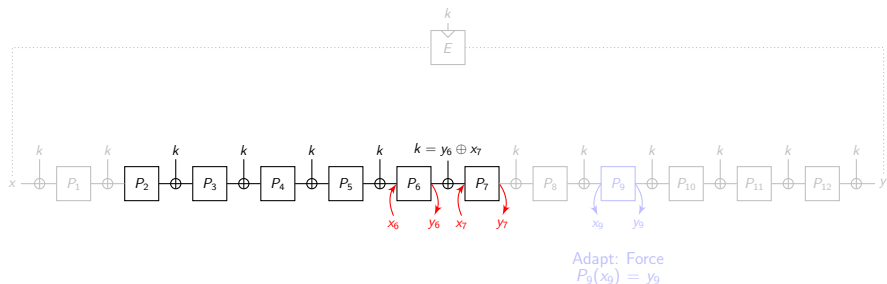 k
E
k k k k k k k = y₆ ⊕ x₇ k k k k k k
x P₁ P₂ P₃ P₄ P₅ P₆ P₇ P₈ P₉ P₁₀ P₁₁ P₁₂ y
x₆ y₆ x₇ y₇ x₉ y₉
Adapt: Force
P₉(x₉) = y₉